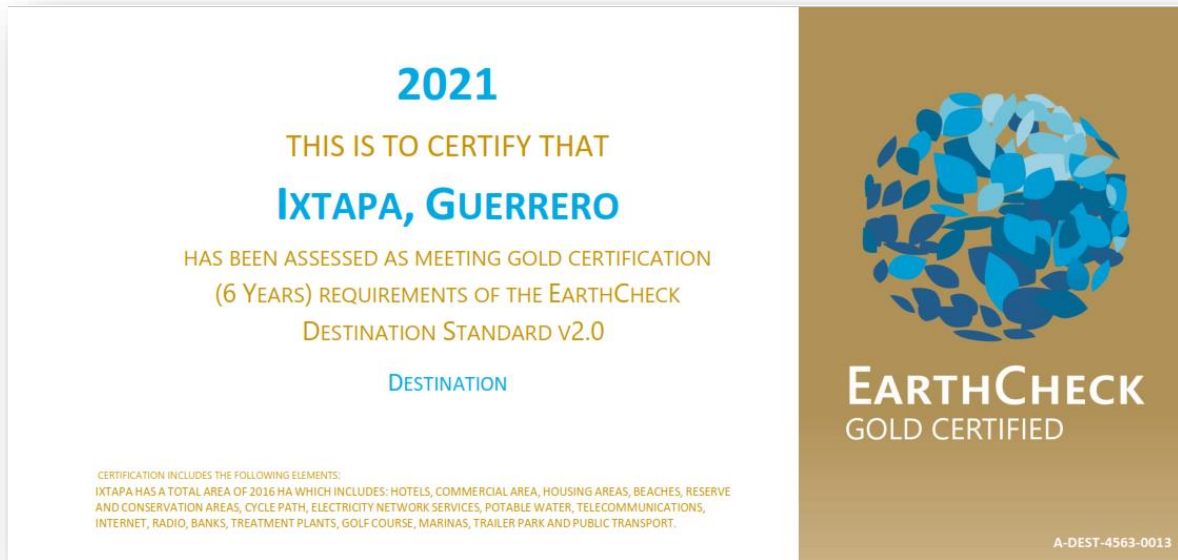 2021
THIS IS TO CERTIFY THAT
IXTAPA, GUERRERO
HAS BEEN ASSESSED AS MEETING GOLD CERTIFICATION
(6 YEARS) REQUIREMENTS OF THE EARTHCHECK
DESTINATION STANDARD V2.0
DESTINATION
CERTIFICATION INCLUDES THE FOLLOWING ELEMENTS:
IXTAPA HAS A TOTAL AREA OF 2016 HA WHICH INCLUDES: HOTELS, COMMERCIAL AREA, HOUSING AREAS, BEACHES, RESERVE
AND CONSERVATION AREAS, CYCLE PATH, ELECTRICITY NETWORK SERVICES, POTABLE WATER, TELECOMMUNICATIONS,
INTERNET, RADIO, BANKS, TREATMENT PLANTS, GOLF COURSE, MARINAS, TRAILER PARK AND PUBLIC TRANSPORT.
EARTHCHECK
GOLD CERTIFIED
A-DEST-4563-0013